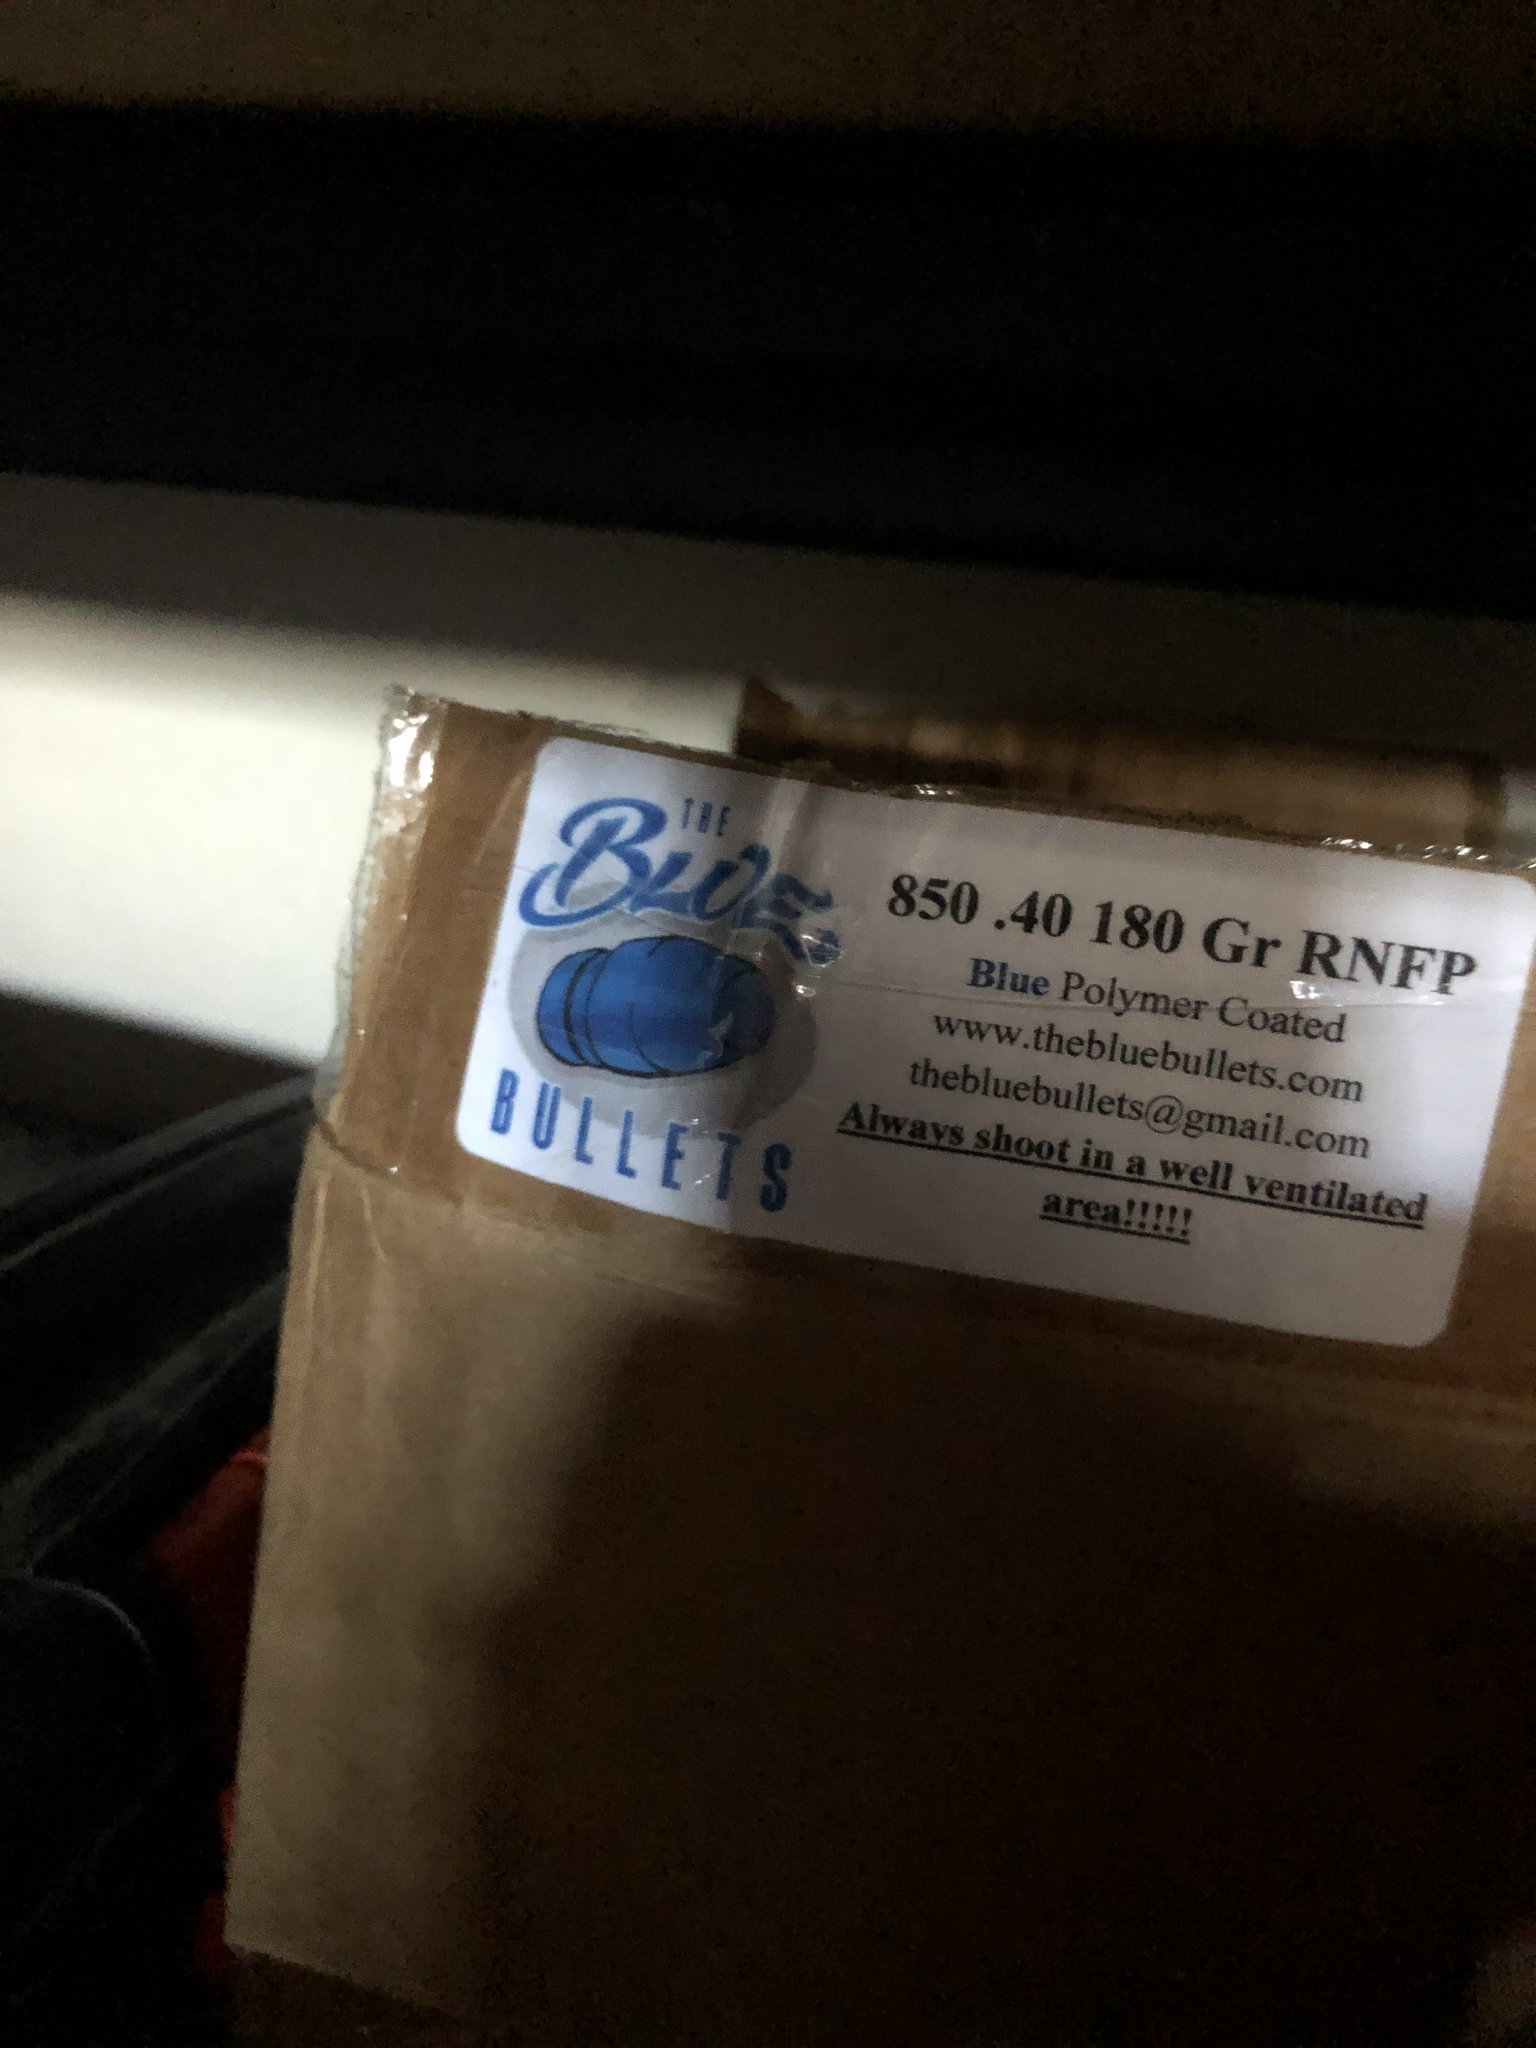 THE
BLUE
BULLETS
850 .40 180 Gr RNFP
Blue Polymer Coated
www.thebluebullets.com
thebluebullets@gmail.com
Always shoot in a well ventilated
area!!!!!